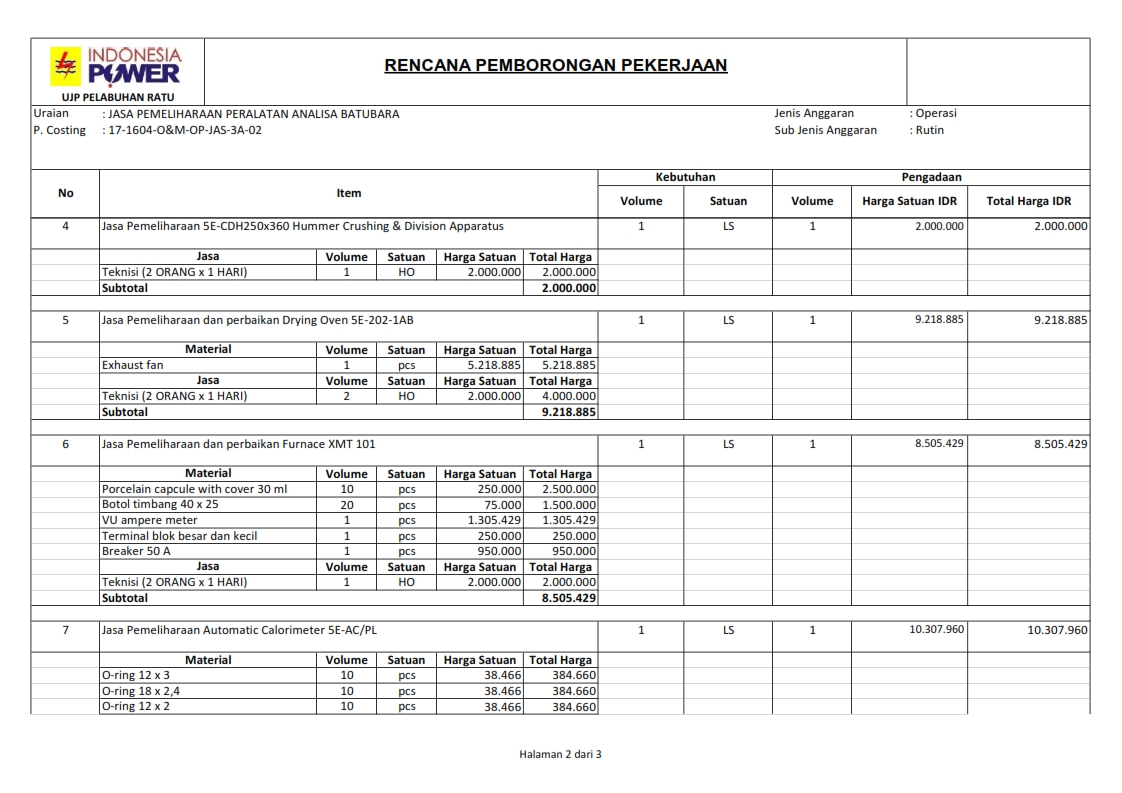 INDONESIA
POWER
UJP PELABUHAN RATU
RENCANA PEMBORONGAN PEKERJAAN
Uraian : JASA PEMELIHARAAN PERALATAN ANALISA BATUBARA Jenis Anggaran : Operasi
P. Costing : 17-1604-O&M-OP-JAS-3A-02 Sub Jenis Anggaran : Rutin
No Item Kebutuhan Pengadaan
Volume Satuan Volume Harga Satuan IDR Total Harga IDR
4 Jasa Pemeliharaan 5E-CDH250x360 Hummer Crushing & Division Apparatus 1 LS 1 2.000.000 2.000.000
Jasa Volume Satuan Harga Satuan Total Harga
Teknisi (2 ORANG x 1 HARI) 1 HO 2.000.000 2.000.000
Subtotal 2.000.000
5 Jasa Pemeliharaan dan perbaikan Drying Oven 5E-202-1AB 1 LS 1 9.218.885 9.218.885
Material Volume Satuan Harga Satuan Total Harga
Exhaust fan 1 pcs 5.218.885 5.218.885
Jasa Volume Satuan Harga Satuan Total Harga
Teknisi (2 ORANG x 1 HARI) 2 HO 2.000.000 4.000.000
Subtotal 9.218.885
6 Jasa Pemeliharaan dan perbaikan Furnace XMT 101 1 LS 1 8.505.429 8.505.429
Material Volume Satuan Harga Satuan Total Harga
Porcelain capcule with cover 30 ml 10 pcs 250.000 2.500.000
Botol timbang 40 x 25 20 pcs 75.000 1.500.000
VU ampere meter 1 pcs 1.305.429 1.305.429
Terminal blok besar dan kecil 1 pcs 250.000 250.000
Breaker 50 A 1 pcs 950.000 950.000
Jasa Volume Satuan Harga Satuan Total Harga
Teknisi (2 ORANG x 1 HARI) 1 HO 2.000.000 2.000.000
Subtotal 8.505.429
7 Jasa Pemeliharaan Automatic Calorimeter 5E-AC/PL 1 LS 1 10.307.960 10.307.960
Material Volume Satuan Harga Satuan Total Harga
O-ring 12 x 3 10 pcs 38.466 384.660
O-ring 18 x 2,4 10 pcs 38.466 384.660
O-ring 12 x 2 10 pcs 38.466 384.660
Halaman 2 dari 3